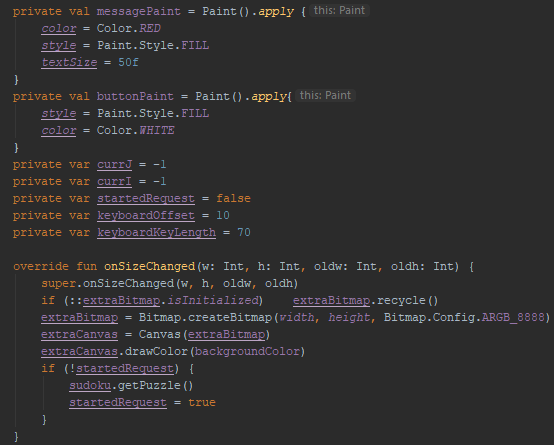 private val messagePaint = Paint().apply { this: Paint
    color = Color.RED
    style = Paint.Style.FILL
    textSize = 50f
}
private val buttonPaint = Paint().apply{ this: Paint
    style = Paint.Style.FILL
    color = Color.WHITE
}
private var currJ = -1
private var currI = -1
private var startedRequest = false
private var keyboardOffset = 10
private var keyboardKeyLength = 70

override fun onSizeChanged(w: Int, h: Int, oldw: Int, oldh: Int) {
    super.onSizeChanged(w, h, oldw, oldh)
    if (::extraBitmap.isInitialized)    extraBitmap.recycle()
    extraBitmap = Bitmap.createBitmap(width, height, Bitmap.Config.ARGB_8888)
    extraCanvas = Canvas(extraBitmap)
    extraCanvas.drawColor(backgroundColor)
    if (!startedRequest) {
        sudoku.getPuzzle()
        startedRequest = true
    }
}